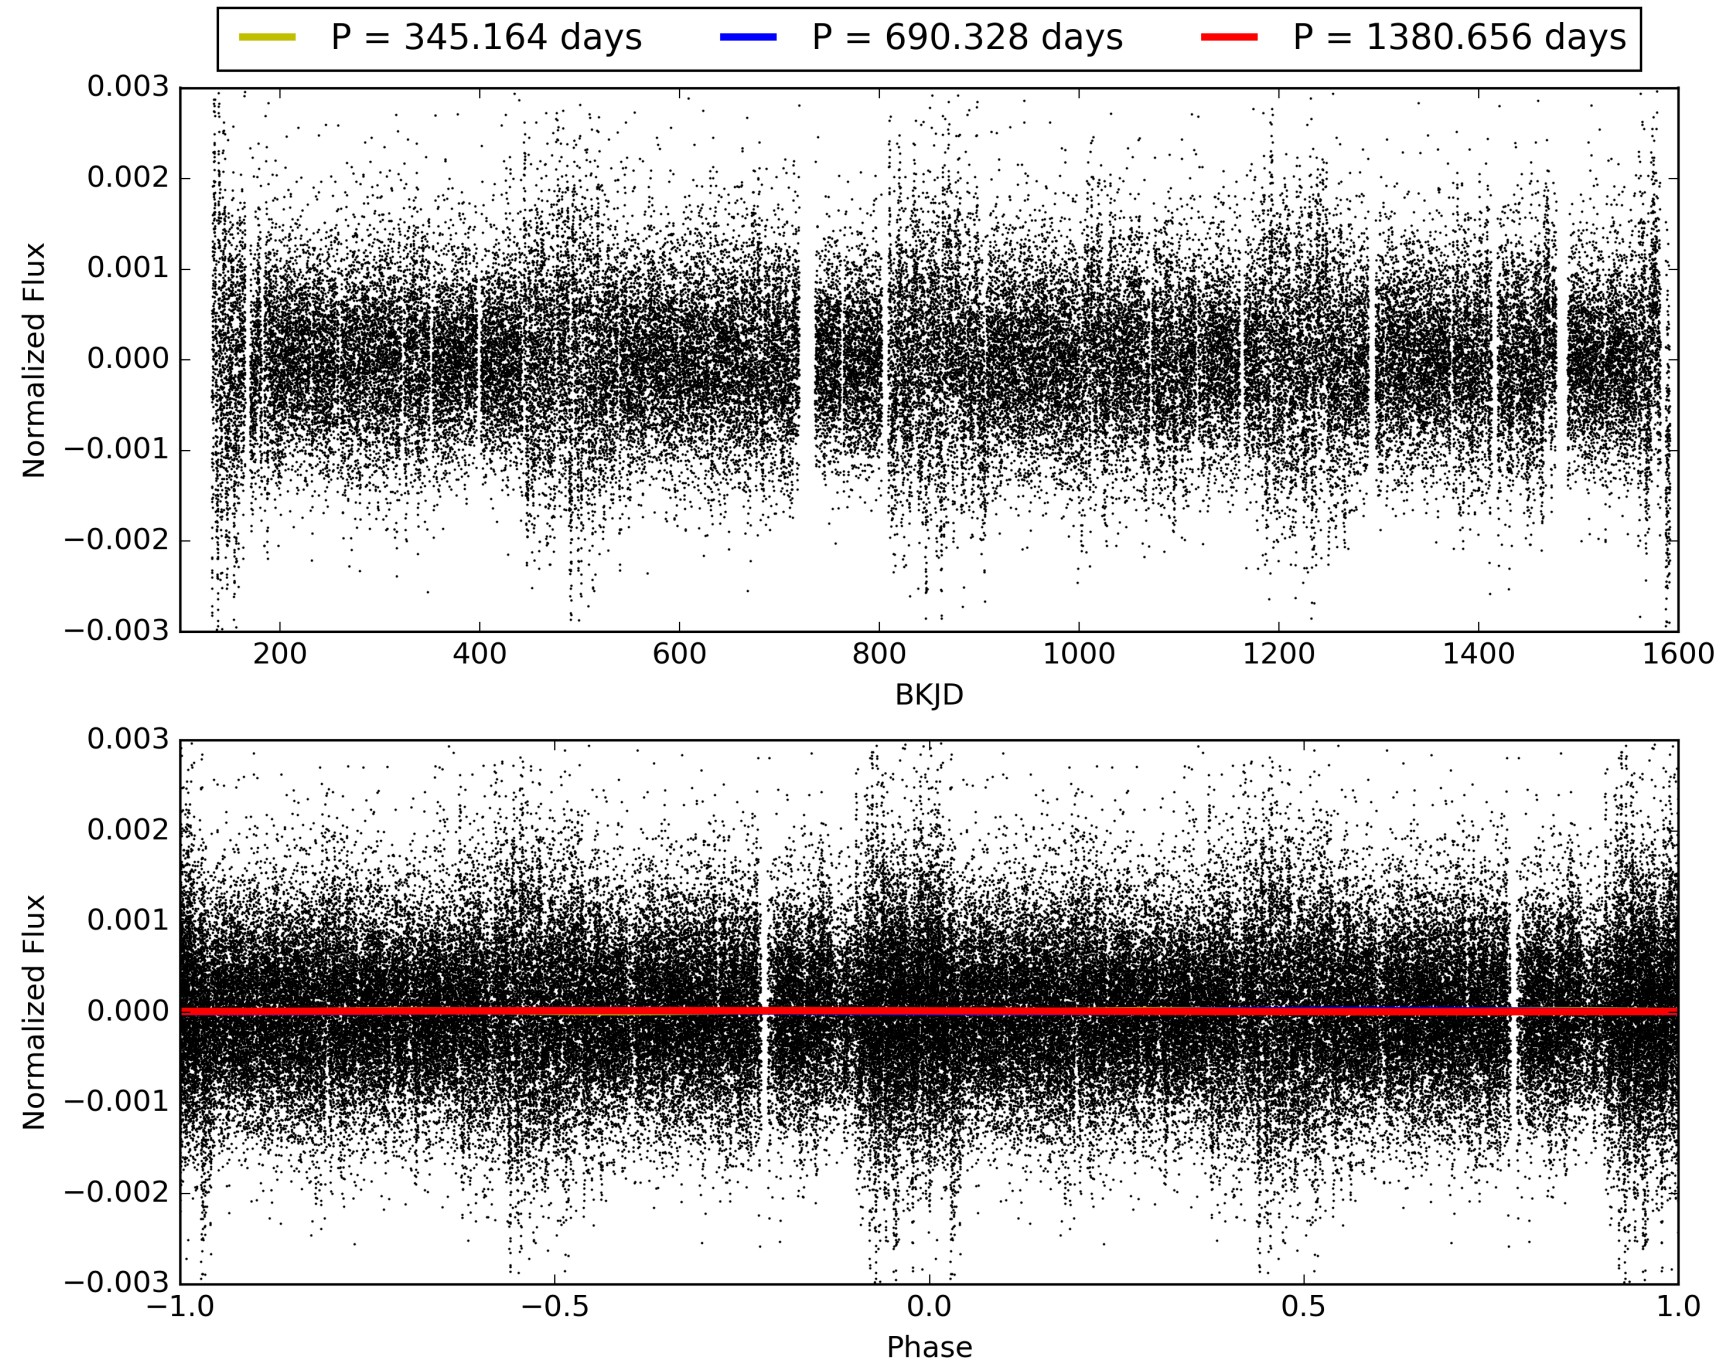 P = 345.164 days P = 690.328 days P = 1380.656 days
0.003
0.002
0.001
0.000
−0.001
−0.002
−0.003
Normalized Flux
200 400 600 800 1000 1200 1400 1600
BKJD
0.003
0.002
0.001
0.000
−0.001
−0.002
−0.003
Normalized Flux
−1.0 −0.5 0.0 0.5 1.0
Phase